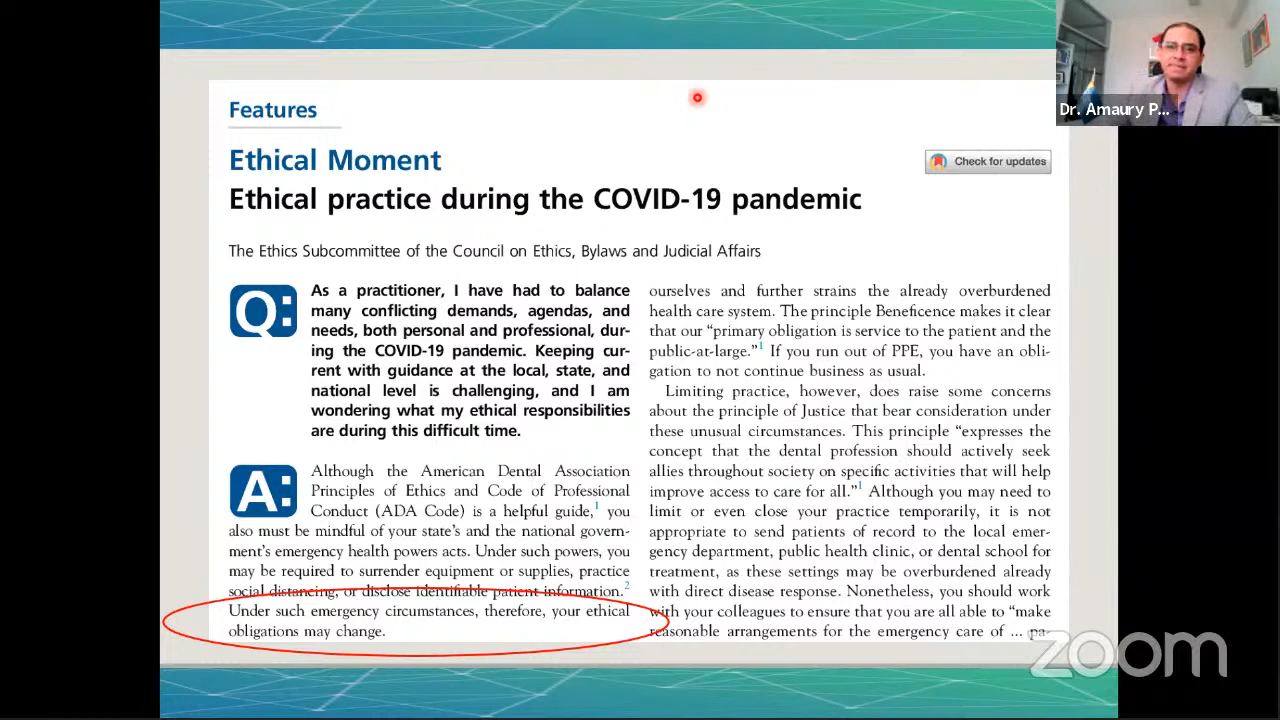 Features
Ethical Moment
Check for updates
Ethical practice during the COVID-19 pandemic
The Ethics Subcommittee of the Council on Ethics, Bylaws and Judicial Affairs
Q:
As a practitioner, I have had to balance
many conflicting demands, agendas, and
needs, both personal and professional, dur-
ing the COVID-19 pandemic. Keeping cur-
rent with guidance at the local, state, and
national level is challenging, and I am
wondering what my ethical responsibilities
are during this difficult time.
A:
Although the American Dental Association
Principles of Ethics and Code of Professional
Conduct (ADA Code) is a helpful guide,1 you
also must be mindful of your state's and the national govern-
ment's emergency health powers acts. Under such powers, you
may be required to surrender equipment or supplies, practice
social distancing, or disclose identifiable patient information.2
Under such emergency circumstances, therefore, your ethical
obligations may change.
ourselves and further strains the already overburdened
health care system. The principle Beneficence makes it clear
that our “primary obligation is service to the patient and the
public-at-large.”1 If you run out of PPE, you have an obli-
gation to not continue business as usual.
Limiting practice, however, does raise some concerns
about the principle of Justice that bear consideration under
these unusual circumstances. This principle “expresses the
concept that the dental profession should actively seek
allies throughout society on specific activities that will help
improve access to care for all.”1 Although you may need to
limit or even close your practice temporarily, it is not
appropriate to send patients of record to the local emer-
gency department, public health clinic, or dental school for
treatment, as these settings may be overburdened already
with direct disease response. Nonetheless, you should work
with your colleagues to ensure that you are all able to “make
reasonable arrangements for the emergency care of ... pa-
Dr. Amaury P...
zoom